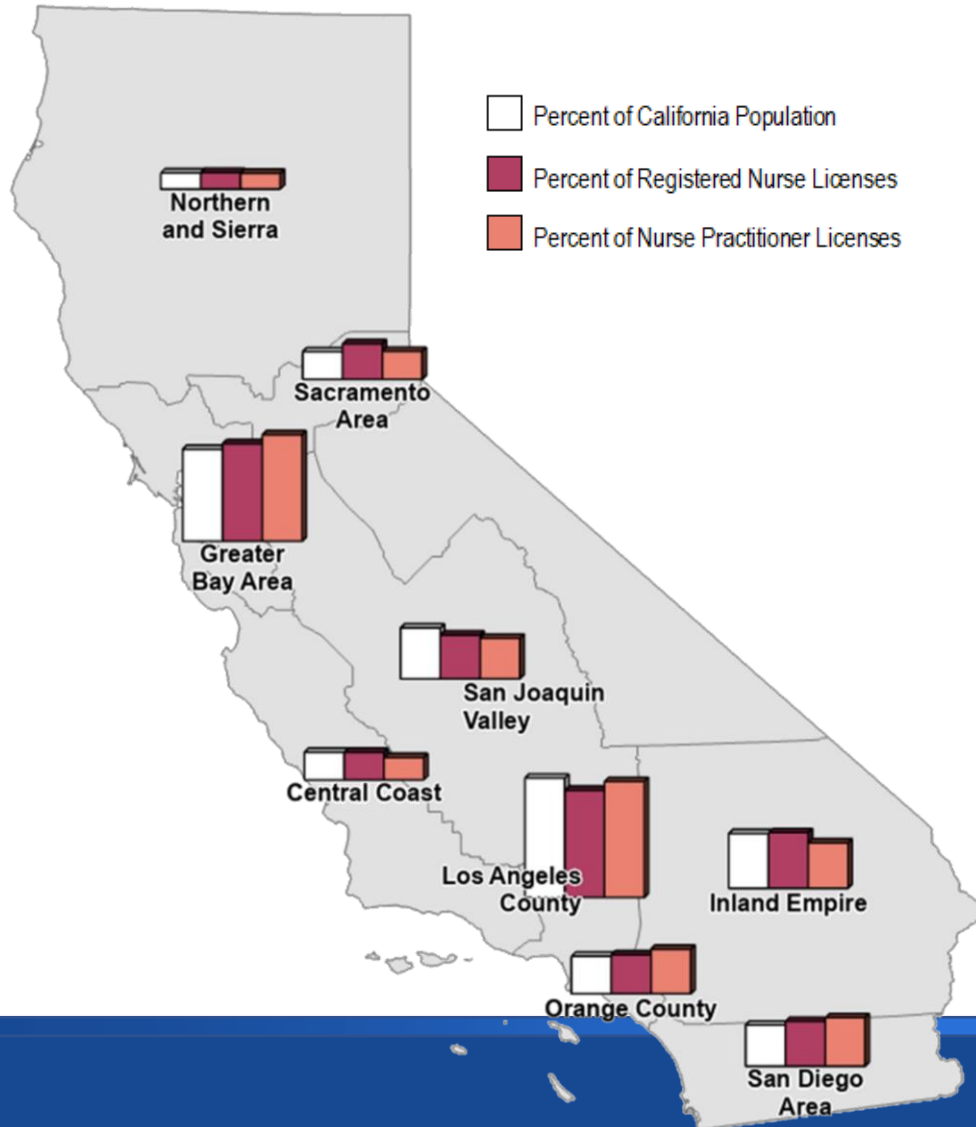 Percent of California Population
Percent of Registered Nurse Licenses
Percent of Nurse Practitioner Licenses
Northern
and Sierra
Sacramento
Area
Greater
Bay Area
San Joaquin
Valley
Central Coast
Los Angeles
County
Inland Empire
Orange County
San Diego
Area